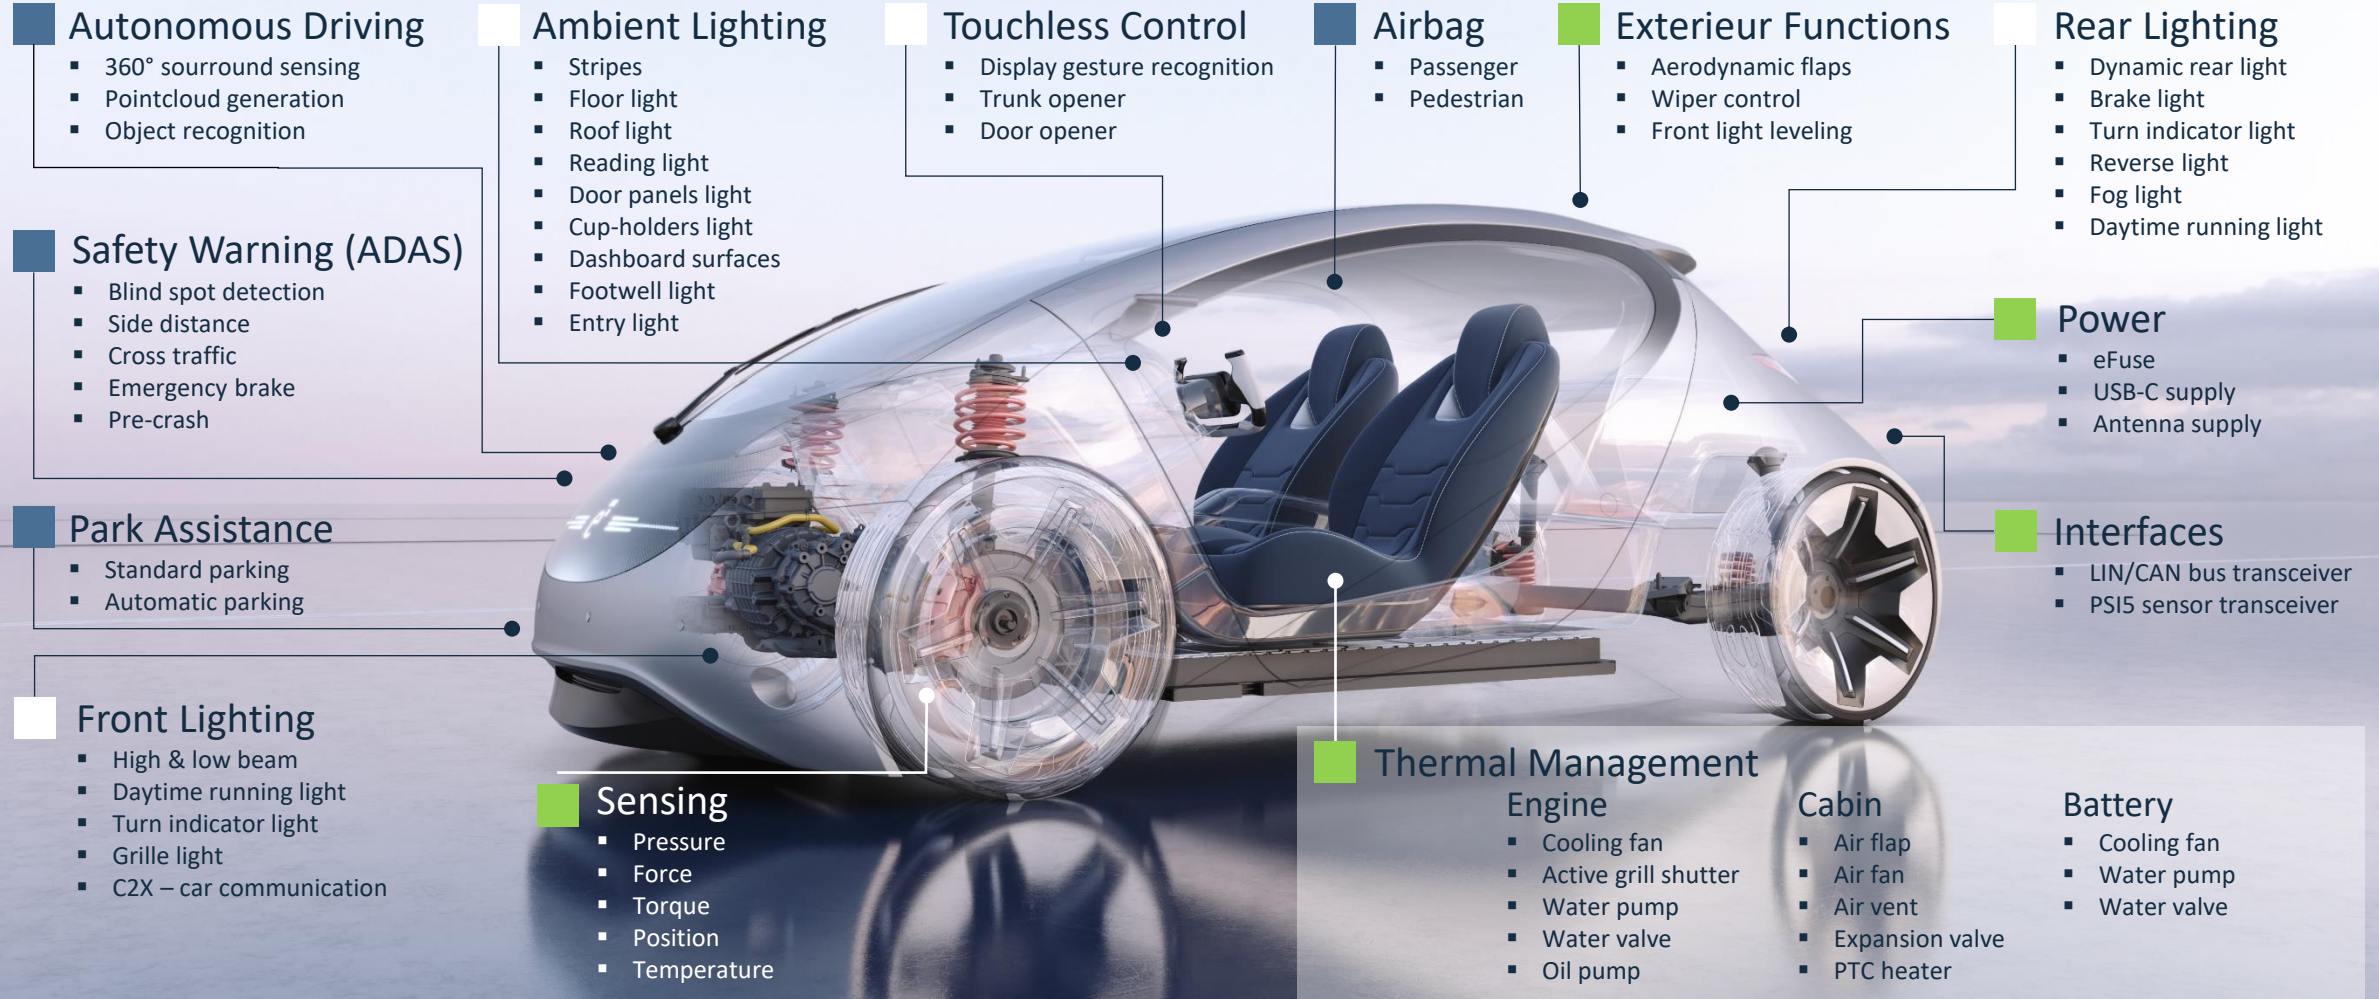 Autonomous Driving
360° sourround sensing
Pointcloud generation
Object recognition
Ambient Lighting
Stripes
Floor light
Roof light
Reading light
Door panels light
Cup-holders light
Dashboard surfaces
Footwell light
Entry light
Touchless Control
Display gesture recognition
Trunk opener
Door opener
Airbag
Passenger
Pedestrian
Exterieur Functions
Aerodynamic flaps
Wiper control
Front light leveling
Rear Lighting
Dynamic rear light
Brake light
Turn indicator light
Reverse light
Fog light
Daytime running light
Safety Warning (ADAS)
Blind spot detection
Side distance
Cross traffic
Emergency brake
Pre-crash
Power
eFuse
USB-C supply
Antenna supply
Park Assistance
Standard parking
Automatic parking
Interfaces
LIN/CAN bus transceiver
PSI5 sensor transceiver
Front Lighting
High & low beam
Daytime running light
Turn indicator light
Grille light
C2X – car communication
Sensing
Pressure
Force
Torque
Position
Temperature
Thermal Management
Engine
Cooling fan
Active grill shutter
Water pump
Water valve
Oil pump
Cabin
Air flap
Air fan
Air vent
Expansion valve
PTC heater
Battery
Cooling fan
Water pump
Water valve